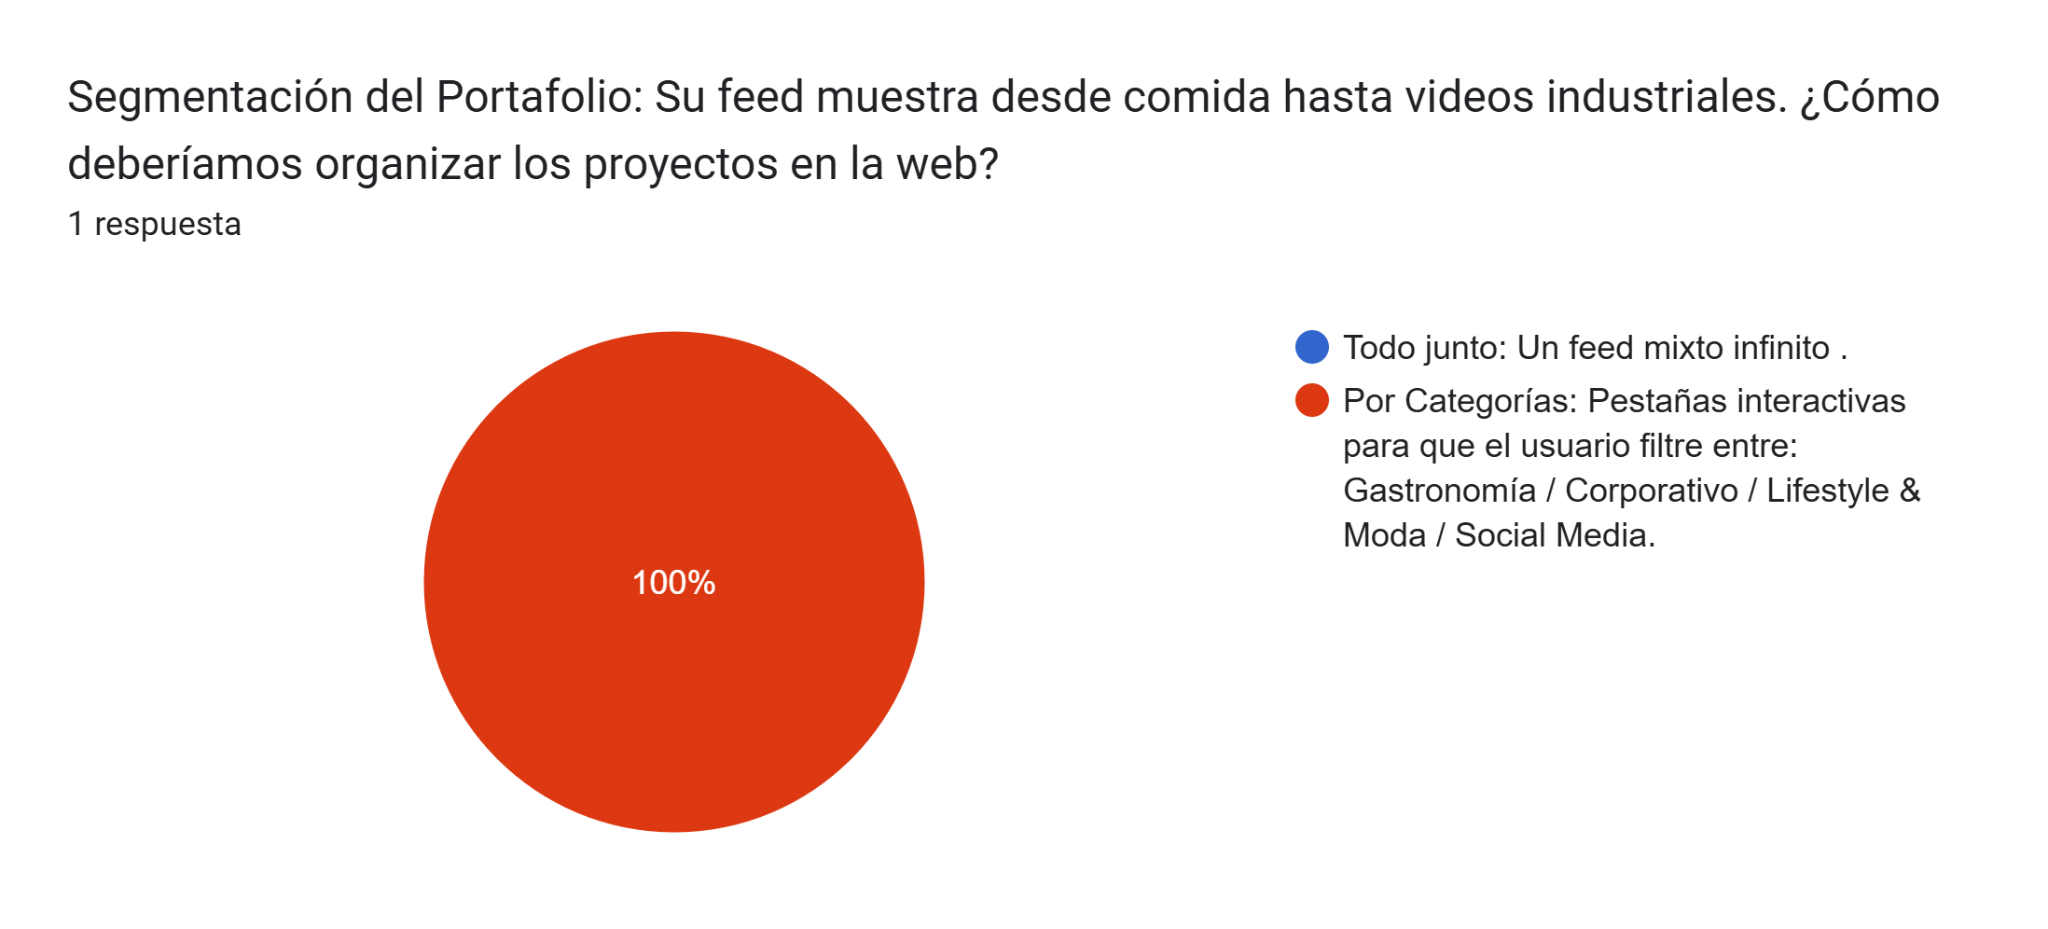 Segmentación del Portafolio: Su feed muestra desde comida hasta videos industriales. ¿Cómo
deberíamos organizar los proyectos en la web?
1 respuesta
100%
Todo junto: Un feed mixto infinito .
Por Categorías: Pestañas interactivas
para que el usuario filtre entre:
Gastronomía / Corporativo / Lifestyle &
Moda / Social Media.